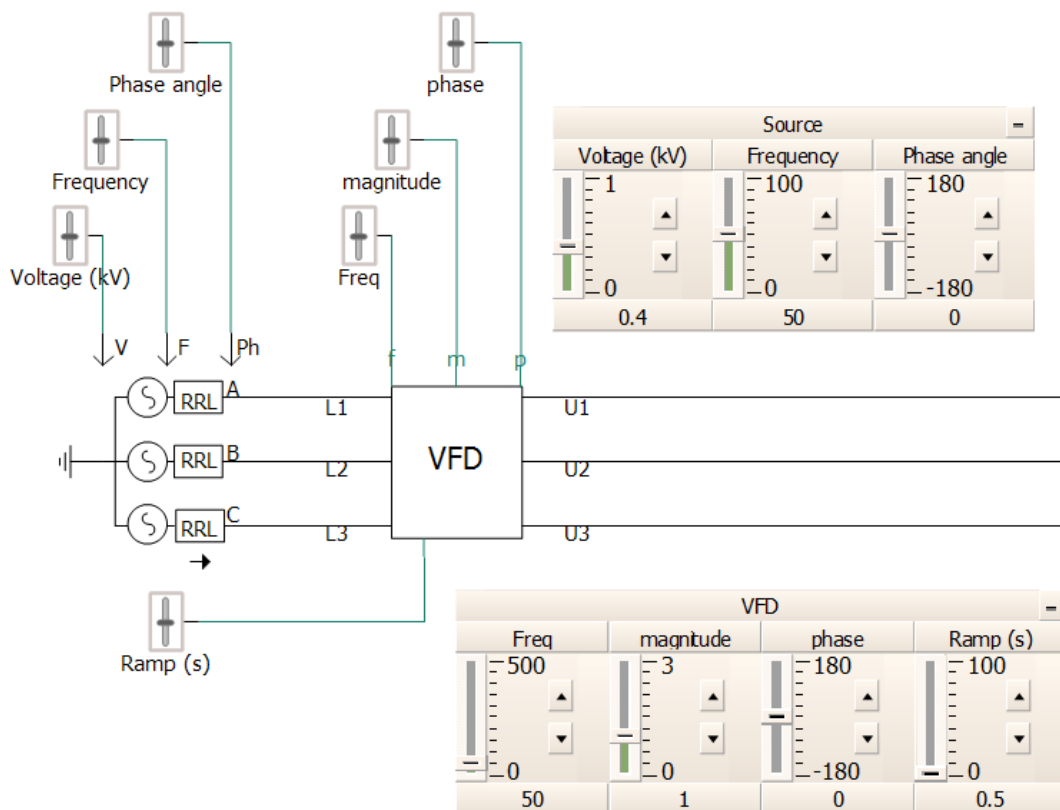 Phase angle
phase
Frequency
magnitude
Voltage (kV)
Freq
Source
Voltage (kV) Frequency Phase angle
1 100 180
0 0 -180
0.4 50 0
V F Ph f m p
A
RRL
L1 U1
B
RRL
VFD
L2 U2
C
RRL
L3 U3
Ramp (s)
VFD
Freq magnitude phase Ramp (s)
500 3 180 100
0 0 -180 0
50 1 0 0.5